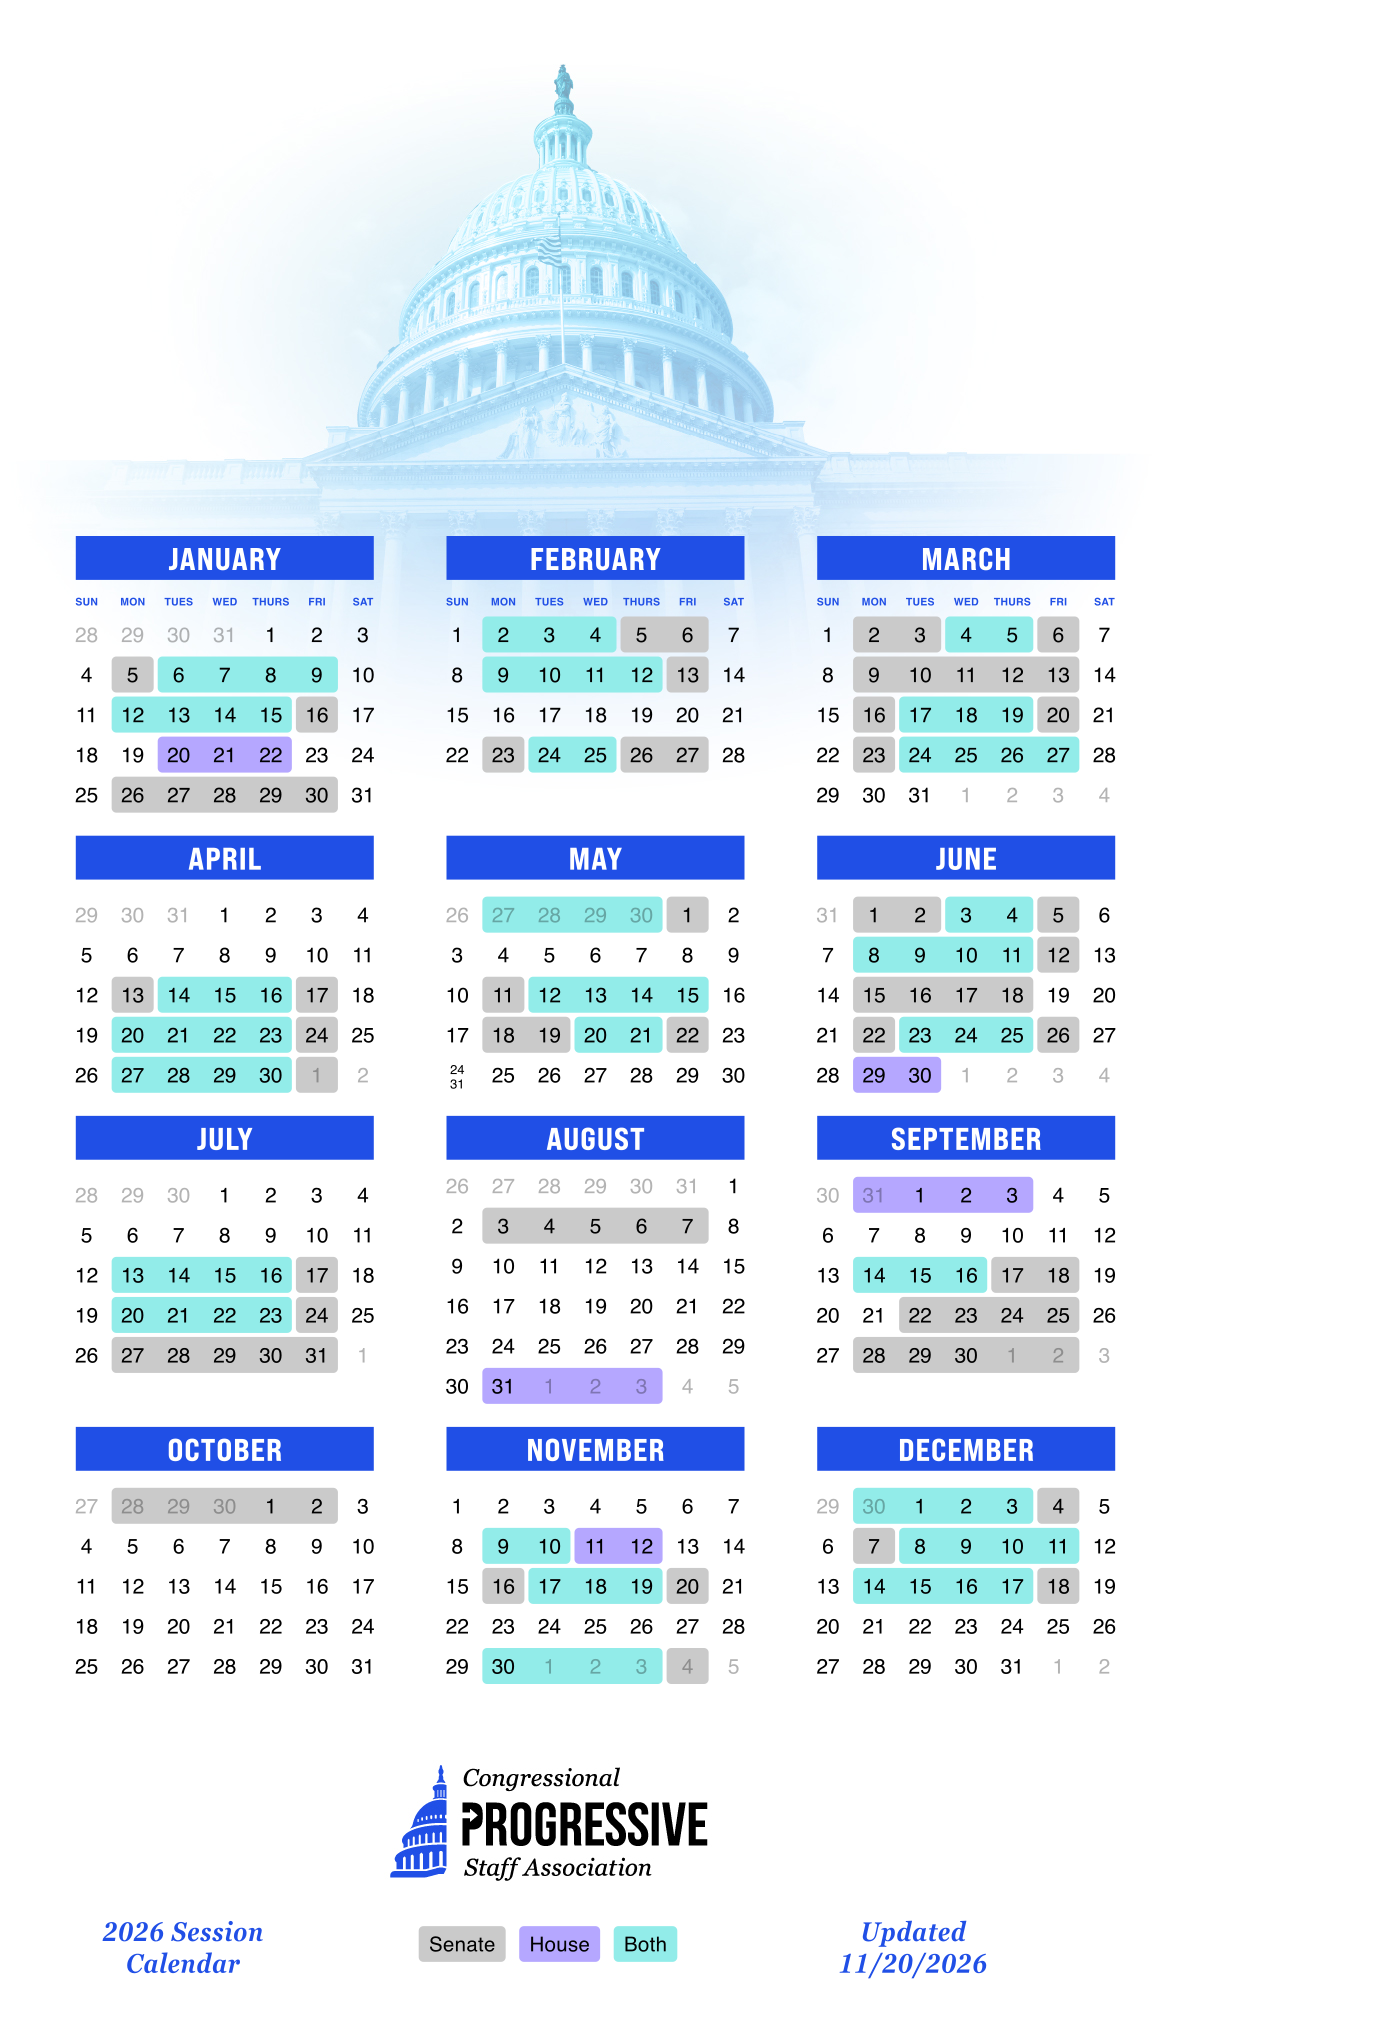 JANUARY
SUN MON TUES WED THURS FRI SAT
28 29 30 31 1 2 3
4 5 6 7 8 9 10
11 12 13 14 15 16 17
18 19 20 21 22 23 24
25 26 27 28 29 30 31
FEBRUARY
SUN MON TUES WED THURS FRI SAT
1 2 3 4 5 6 7
8 9 10 11 12 13 14
15 16 17 18 19 20 21
22 23 24 25 26 27 28
MARCH
SUN MON TUES WED THURS FRI SAT
1 2 3 4 5 6 7
8 9 10 11 12 13 14
15 16 17 18 19 20 21
22 23 24 25 26 27 28
29 30 31 1 2 3 4
APRIL
29 30 31 1 2 3 4
5 6 7 8 9 10 11
12 13 14 15 16 17 18
19 20 21 22 23 24 25
26 27 28 29 30 1 2
MAY
26 27 28 29 30 1 2
3 4 5 6 7 8 9
10 11 12 13 14 15 16
17 18 19 20 21 22 23
24
31 25 26 27 28 29 30
JUNE
31 1 2 3 4 5 6
7 8 9 10 11 12 13
14 15 16 17 18 19 20
21 22 23 24 25 26 27
28 29 30 1 2 3 4
JULY
28 29 30 1 2 3 4
5 6 7 8 9 10 11
12 13 14 15 16 17 18
19 20 21 22 23 24 25
26 27 28 29 30 31 1
AUGUST
26 27 28 29 30 31 1
2 3 4 5 6 7 8
9 10 11 12 13 14 15
16 17 18 19 20 21 22
23 24 25 26 27 28 29
30 31 1 2 3 4 5
SEPTEMBER
30 31 1 2 3 4 5
6 7 8 9 10 11 12
13 14 15 16 17 18 19
20 21 22 23 24 25 26
27 28 29 30 1 2 3
OCTOBER
27 28 29 30 1 2 3
4 5 6 7 8 9 10
11 12 13 14 15 16 17
18 19 20 21 22 23 24
25 26 27 28 29 30 31
NOVEMBER
1 2 3 4 5 6 7
8 9 10 11 12 13 14
15 16 17 18 19 20 21
22 23 24 25 26 27 28
29 30 1 2 3 4 5
DECEMBER
29 30 1 2 3 4 5
6 7 8 9 10 11 12
13 14 15 16 17 18 19
20 21 22 23 24 25 26
27 28 29 30 31 1 2
Congressional
PROGRESSIVE
Staff Association
2026 Session
Calendar
Senate House Both
Updated
11/20/2026